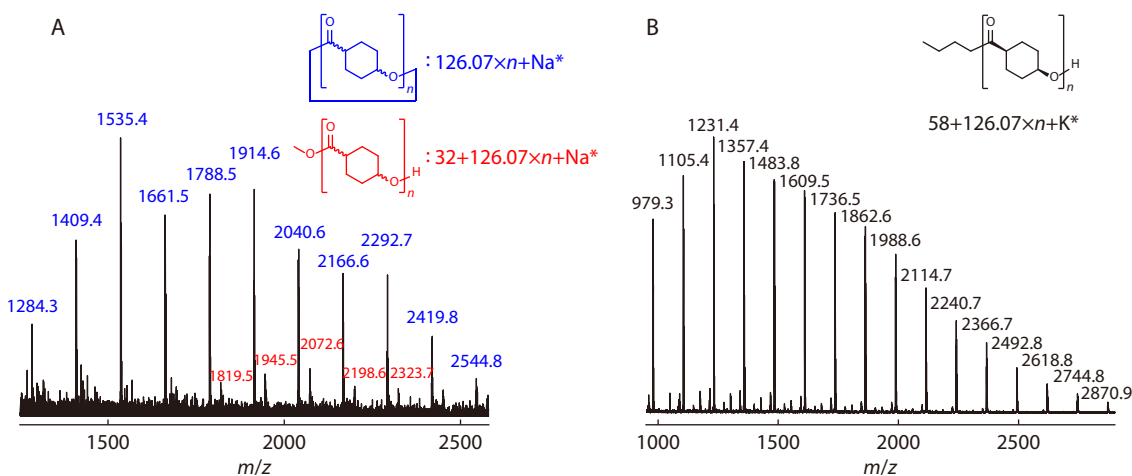 A
O
O
n
: 126.07×n+Na*
O
O
O
H
n
: 32+126.07×n+Na*
1284.3
1409.4
1535.4
1661.5
1788.5
1914.6
2040.6
2166.6
2292.7
2419.8
2544.8
1819.5
1945.5
2072.6
2198.6
2323.7
1500
2000
2500
m/z
B
O
O
H
n
58+126.07×n+K*
979.3
1105.4
1231.4
1357.4
1483.8
1609.5
1736.5
1862.6
1988.6
2114.7
2240.7
2366.7
2492.8
2618.8
2744.8
2870.9
1000
1500
2000
2500
m/z